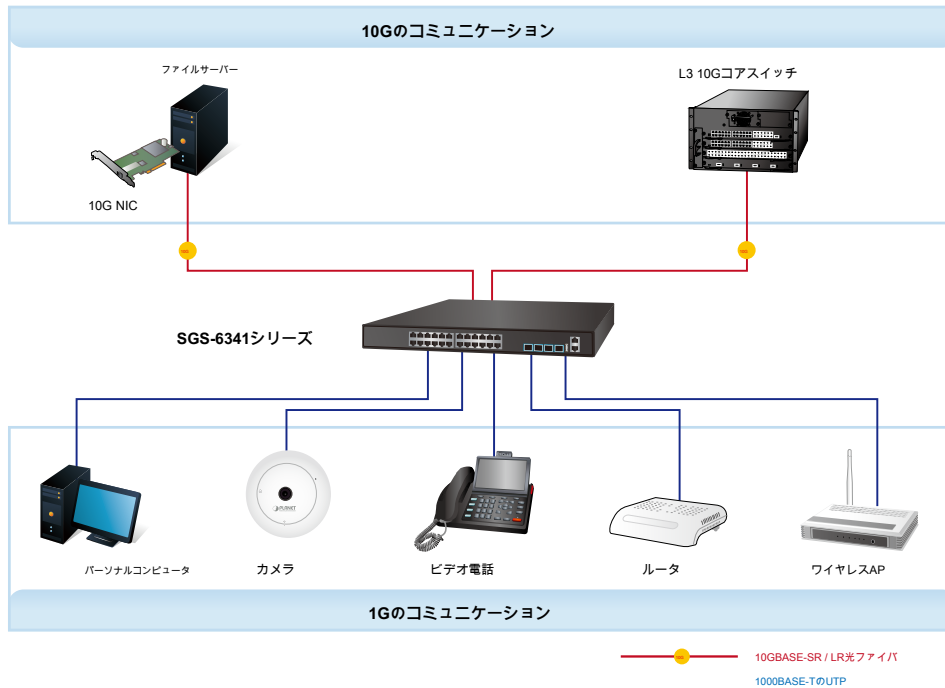 10Gのコミュニケーション
ファイルサーバー
L3 10Gコアスイッチ
10G NIC
SGS-6341シリーズ
PLANET
パーソナルコンピュータ
カメラ
ビデオ電話
ルータ
ワイヤレスAP
1Gのコミュニケーション
10GBASE-SR / LR光ファイバ
1000BASE-TのUTP